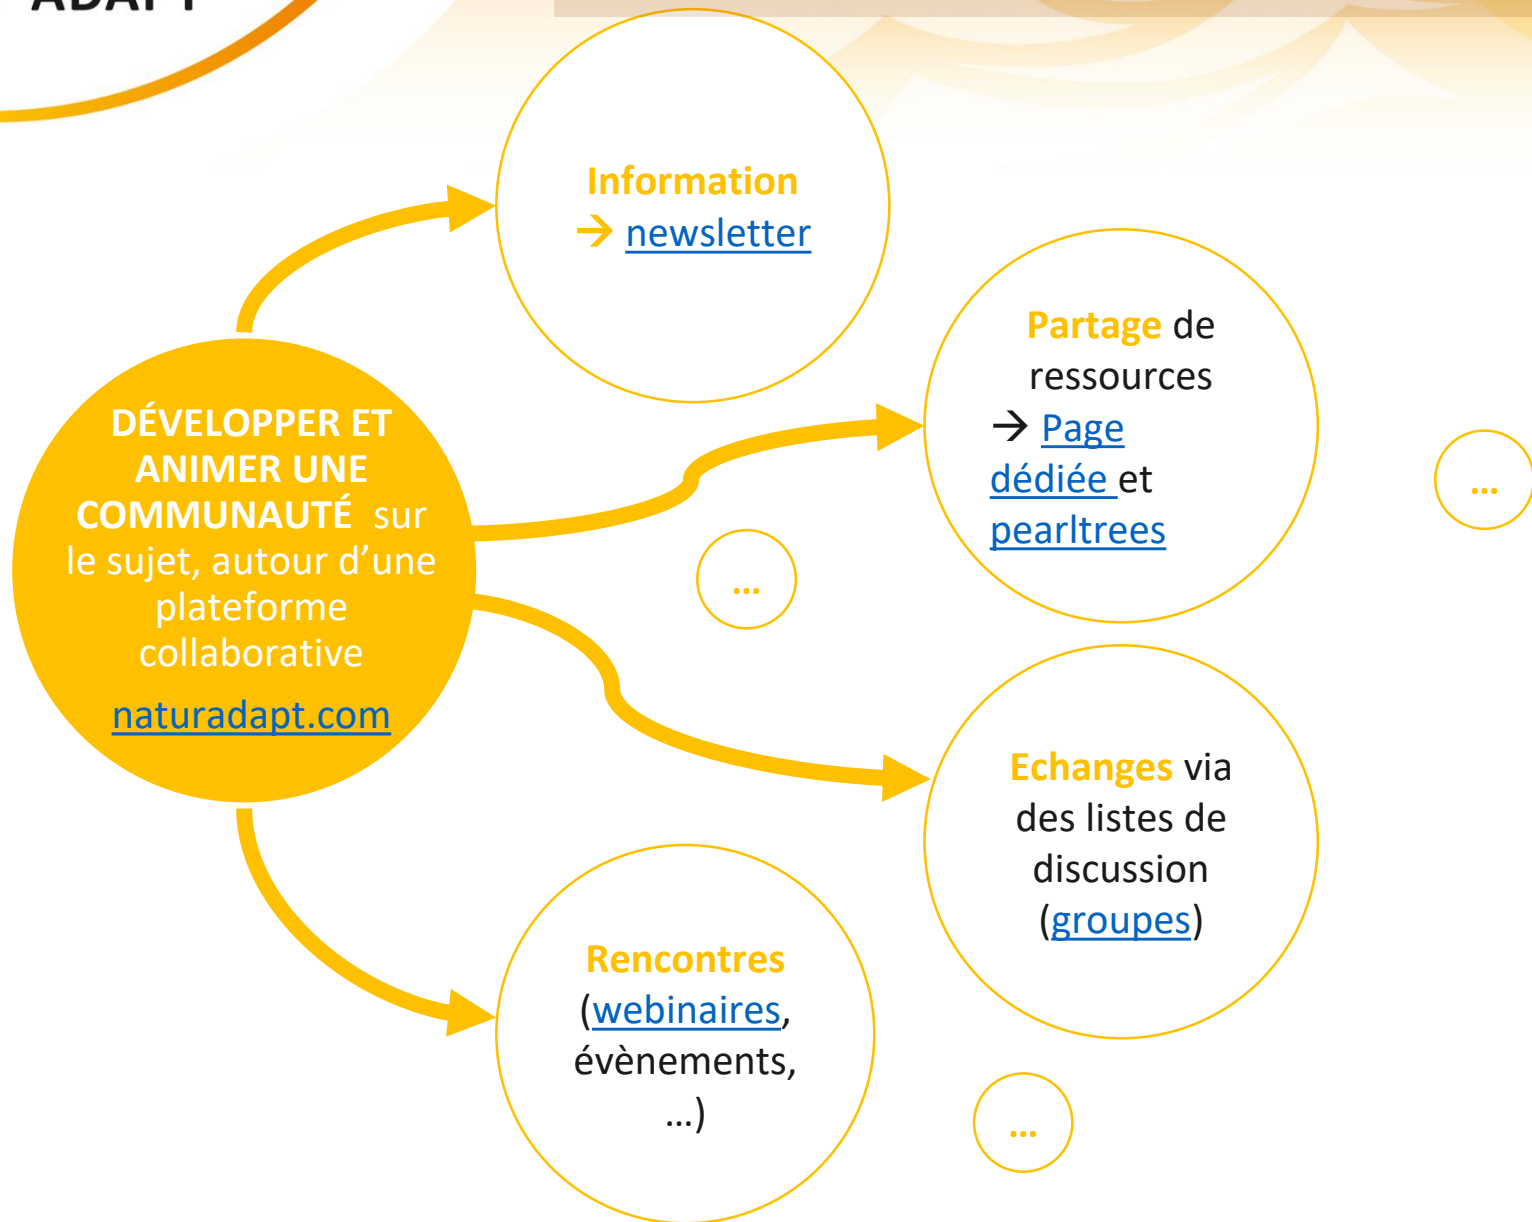 ADAPT
Information
→ newsletter
Partage de
ressources
→ Page
dédiée et
pearltrees
...
DÉVELOPPER ET
ANIMER UNE
COMMUNAUTÉ sur
le sujet, autour d’une
plateforme
collaborative
naturadapt.com
...
Echanges via
des listes de
discussion
(groupes)
Rencontres
(webinaires,
évènements,
...)
...